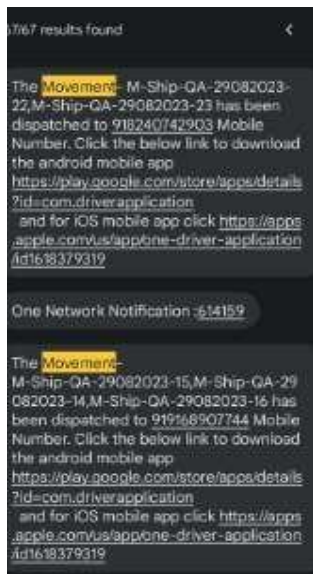 67/67 results found
The Movement- M-Ship-QA-29082023-
22,M-Ship-QA-29082023-23 has been
dispatched to 918240742903 Mobile
Number. Click the below link to download
the android mobile app
https://play.google.com/store/apps/details
?id=com.driverapplication
and for iOS mobile app click https://apps
.apple.com/us/app/one-driver-application
/id1618379319
One Network Notification :614159
The Movement-
M-Ship-QA-29082023-15,M-Ship-QA-29
082023-14,M-Ship-QA-29082023-16 has
been dispatched to 919168907744 Mobile
Number. Click the below link to download
the android mobile app
https://play.google.com/store/apps/details
?id=com.driverapplication
and for iOS mobile app click https://apps
.apple.com/us/app/one-driver-application
/id1618379319